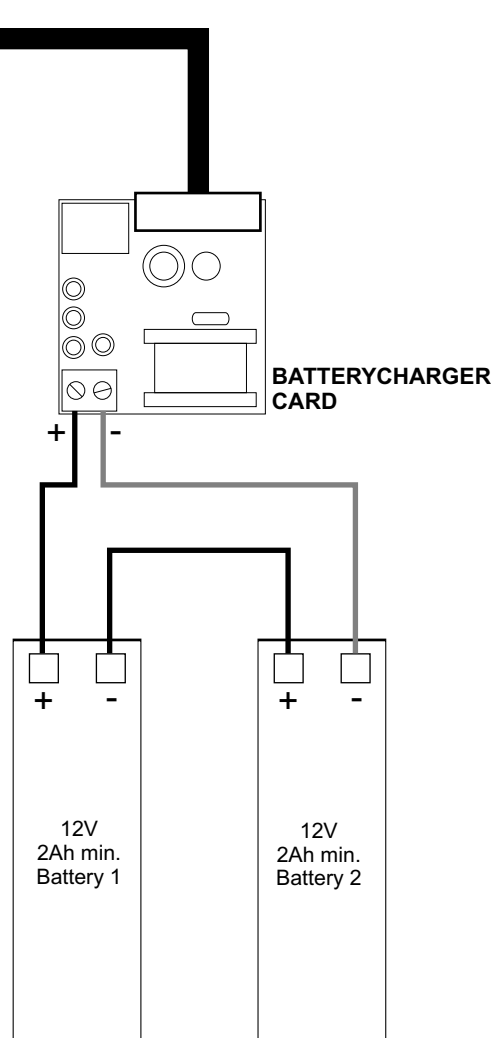 BATTERYCHARGER
CARD
+ -
+ -
+ -
12V
2Ah min.
Battery 1
12V
2Ah min.
Battery 2